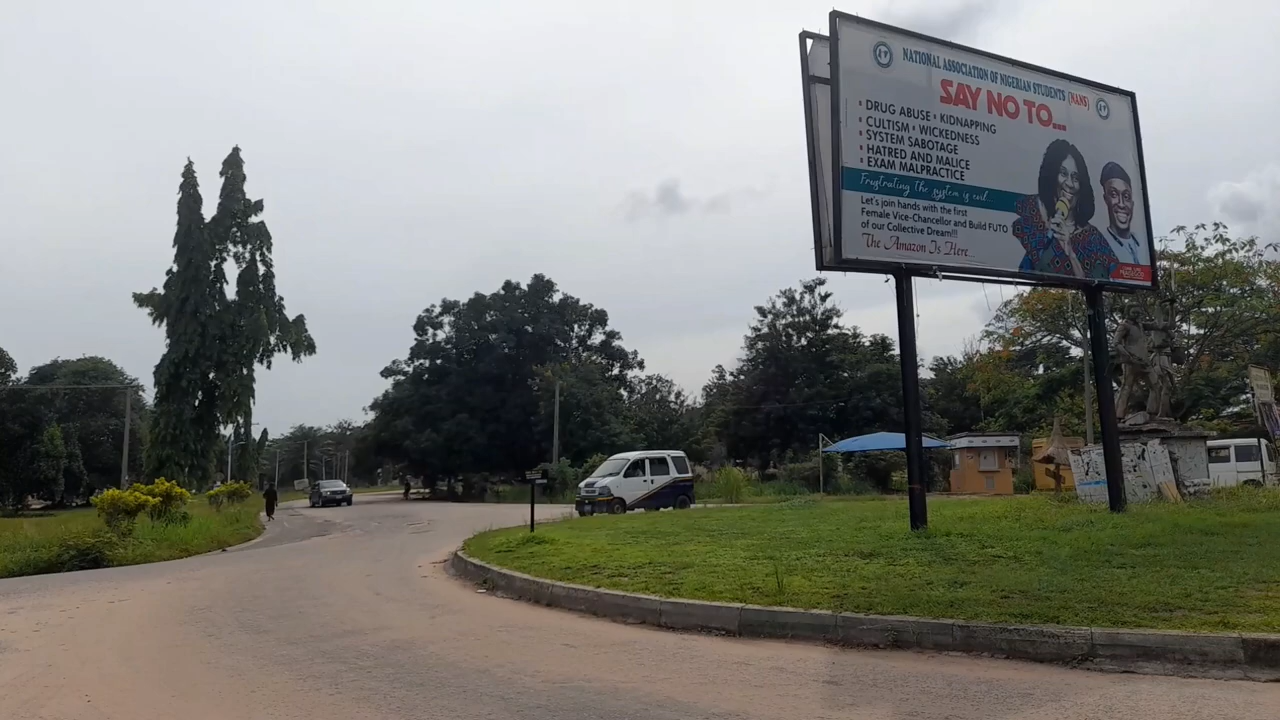 NATIONAL ASSOCIATION OF NIGERIAN STUDENTS (NANS)
SAY NO TO...
• DRUG ABUSE • KIDNAPPING
• CULTISM • WICKEDNESS
• SYSTEM SABOTAGE
• HATRED AND MALICE
• EXAM MALPRACTICE
Frustrating the system is evil...
Let's join hands with the first
Female Vice-Chancellor and Build FUTO
of our Collective Dream!!!
The Amazon Is Here...